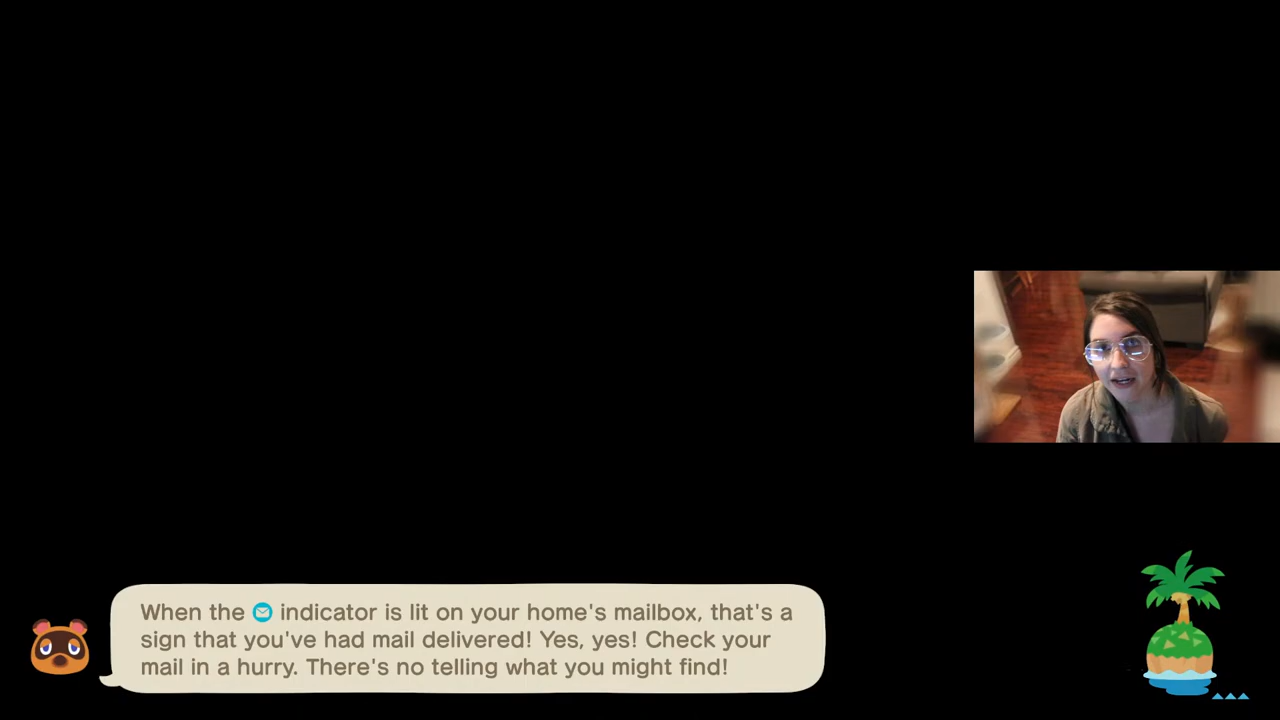 When the indicator is lit on your home's mailbox, that's a
sign that you've had mail delivered! Yes, yes! Check your
mail in a hurry. There's no telling what you might find!